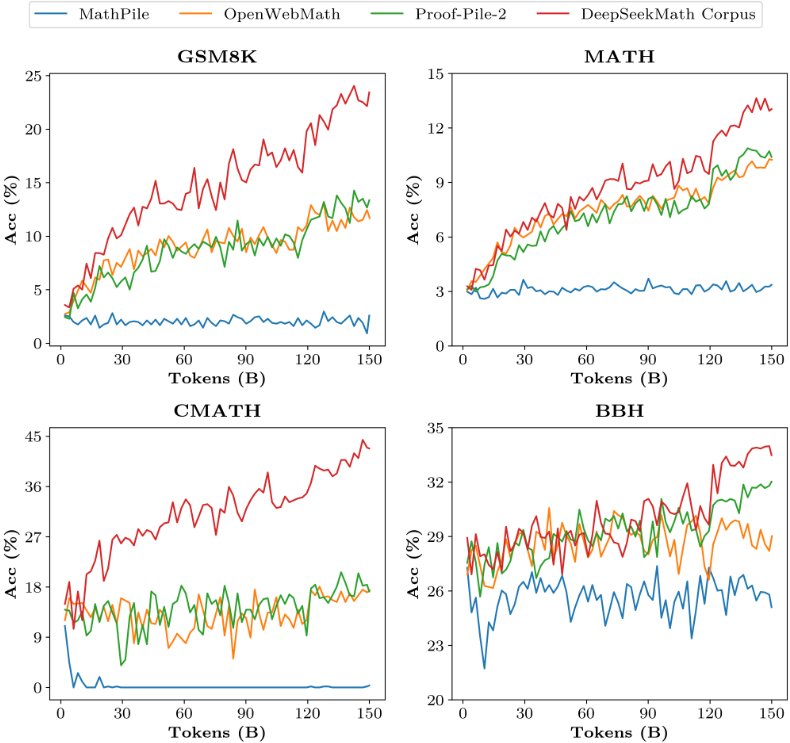 MathPile OpenWebMath Proof-Pile-2 DeepSeekMath Corpus
GSM8K
25
20
15
10
5
0
Acc (%)
0 30 60 90 120 150
Tokens (B)
MATH
15
12
9
6
3
0
Acc (%)
0 30 60 90 120 150
Tokens (B)
CMATH
45
36
27
18
9
0
Acc (%)
0 30 60 90 120 150
Tokens (B)
BBH
35
32
29
26
23
20
Acc (%)
0 30 60 90 120 150
Tokens (B)